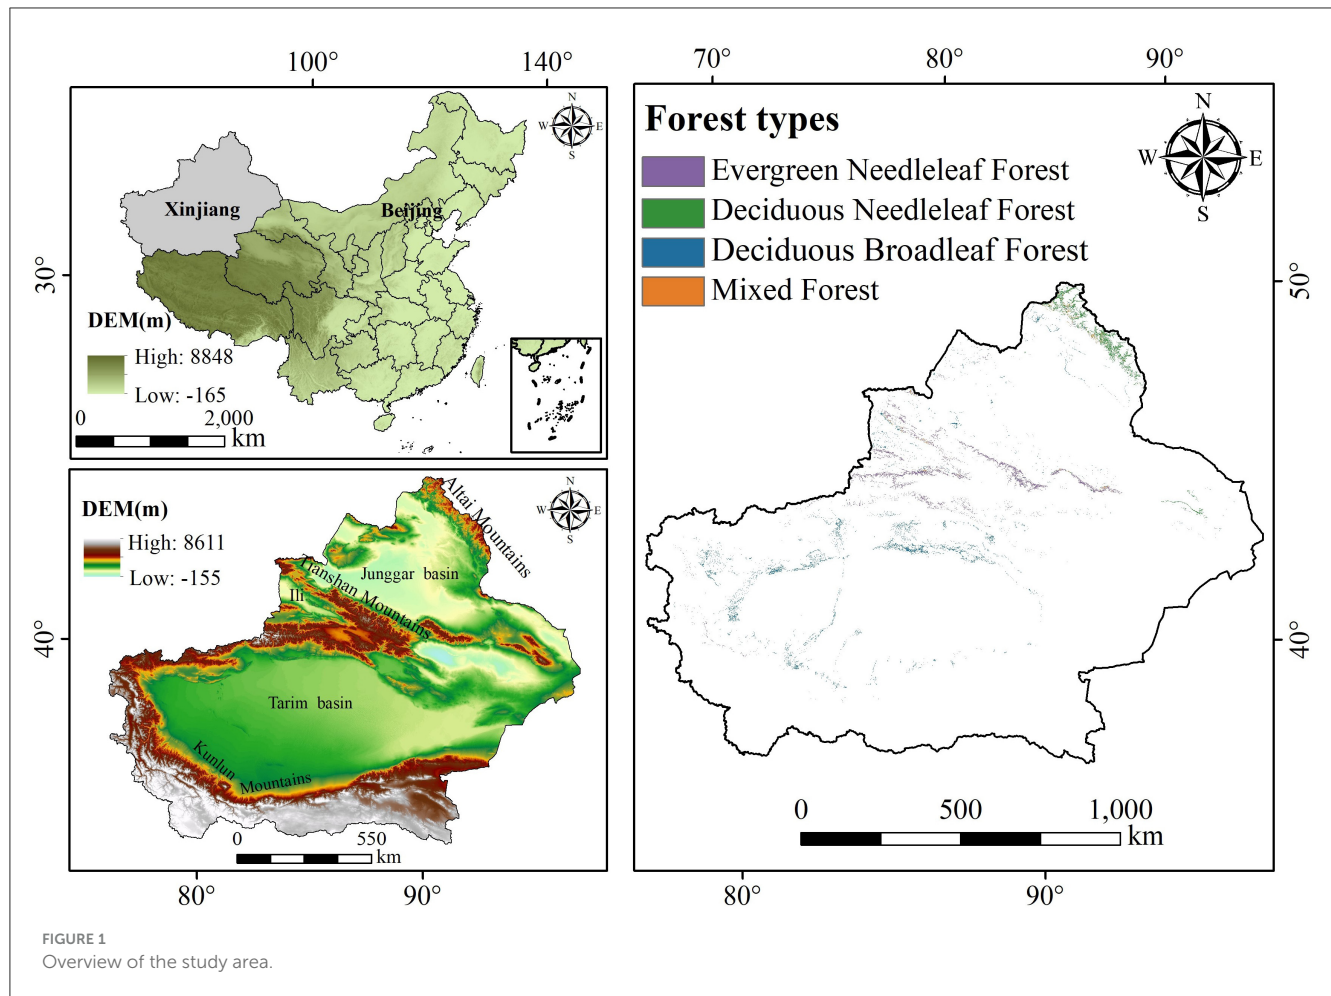 100°
140°
N
W
E
S
Xinjiang
Beijing
30°
DEM(m)
High: 8848
Low: -165
0
2,000
km
DEM(m)
High: 8611
Low: -155
N
W
E
S
Altai Mountains
Junggar basin
Tianshan Mountains
Ili
40°
Tarim basin
Kunlun Mountains
0
550
km
80°
90°
70°
80°
90°
Forest types
Evergreen Needleleaf Forest
Deciduous Needleleaf Forest
Deciduous Broadleaf Forest
Mixed Forest
N
W
E
S
50°
40°
0
500
1,000
km
80°
90°
FIGURE 1
Overview of the study area.